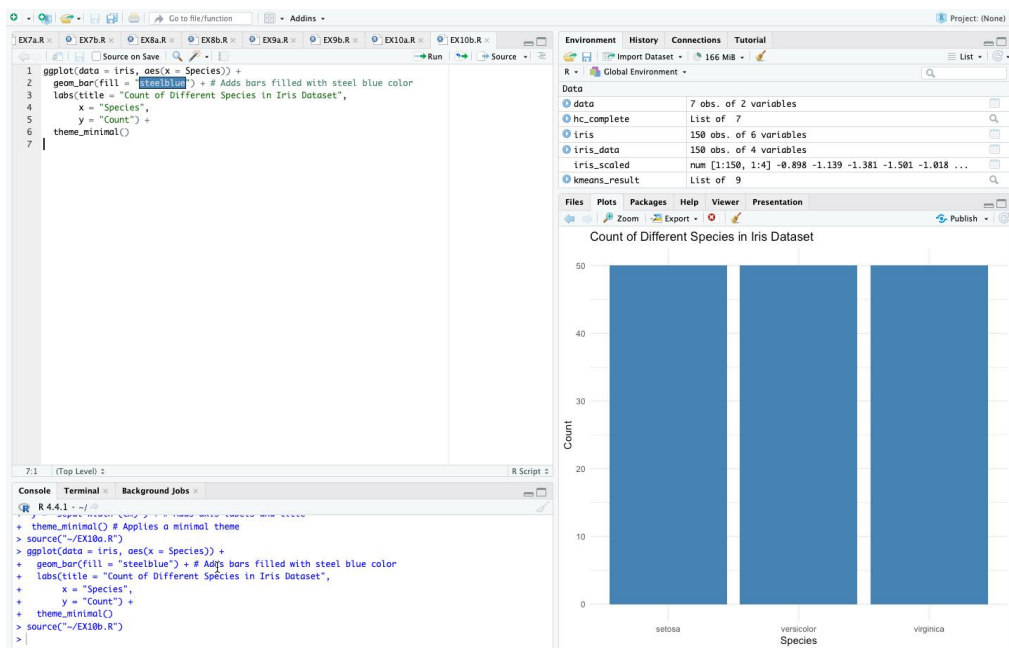 Go to file/function
Addins
Project: (None)
EX7a.R
EX7b.R
EX8a.R
EX8b.R
EX9a.R
EX9b.R
EX10a.R
EX10b.R
Source on Save
Run
Source
1 ggplot(data = iris, aes(x = Species)) +
2 geom_bar(fill = "steelblue") + # Adds bars filled with steel blue color
3 labs(title = "Count of Different Species in Iris Dataset",
4 x = "Species",
5 y = "Count") +
6 theme_minimal()
7
7:1 (Top Level)
R Script
Console Terminal Background Jobs
R 4.4.1 · ~/
+ theme_minimal() # Applies a minimal theme
> source("~/EX10a.R")
> ggplot(data = iris, aes(x = Species)) +
+ geom_bar(fill = "steelblue") + # Adds bars filled with steel blue color
+ labs(title = "Count of Different Species in Iris Dataset",
+ x = "Species",
+ y = "Count") +
+ theme_minimal()
> source("~/EX10b.R")
>
Environment History Connections Tutorial
Import Dataset
166 MiB
List
R
Global Environment
Data
data 7 obs. of 2 variables
hc_complete List of 7
iris 150 obs. of 6 variables
iris_data 150 obs. of 4 variables
iris_scaled num [1:150, 1:4] -0.898 -1.139 -1.381 -1.501 -1.018 ...
kmeans_result List of 9
Files Plots Packages Help Viewer Presentation
Zoom
Export
Publish
Count of Different Species in Iris Dataset
50
40
30
20
10
0
Count
setosa versicolor virginica
Species